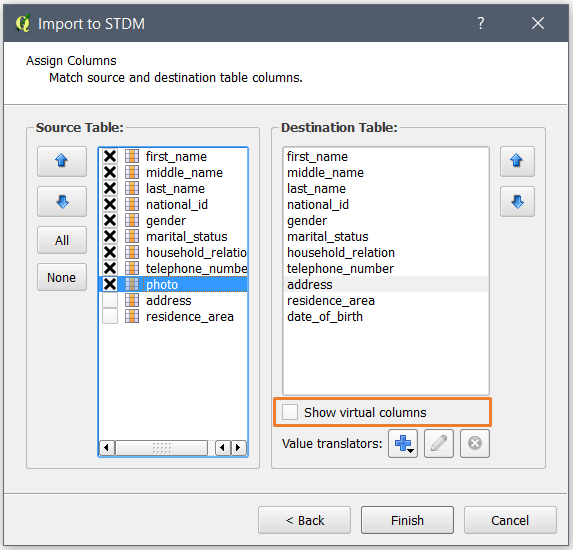 Import to STDM
Assign Columns
Match source and destination table columns.
Source Table:
All
None
first_name
middle_name
last_name
national_id
gender
marital_status
household_relation
telephone_numbe
photo
address
residence_area
Destination Table:
first_name
middle_name
last_name
national_id
gender
marital_status
household_relation
telephone_number
address
residence_area
date_of_birth
Show virtual columns
Value translators:
< Back
Finish
Cancel